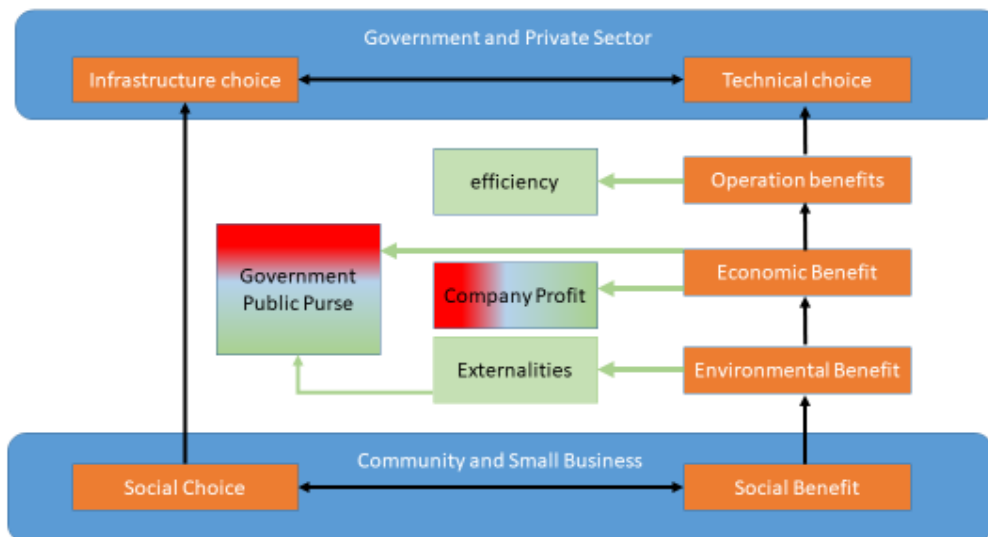 Government and Private Sector
Infrastructure choice
Technical choice
efficiency
Operation benefits
Government
Public Purse
Economic Benefit
Company Profit
Externalities
Environmental Benefit
Community and Small Business
Social Choice
Social Benefit